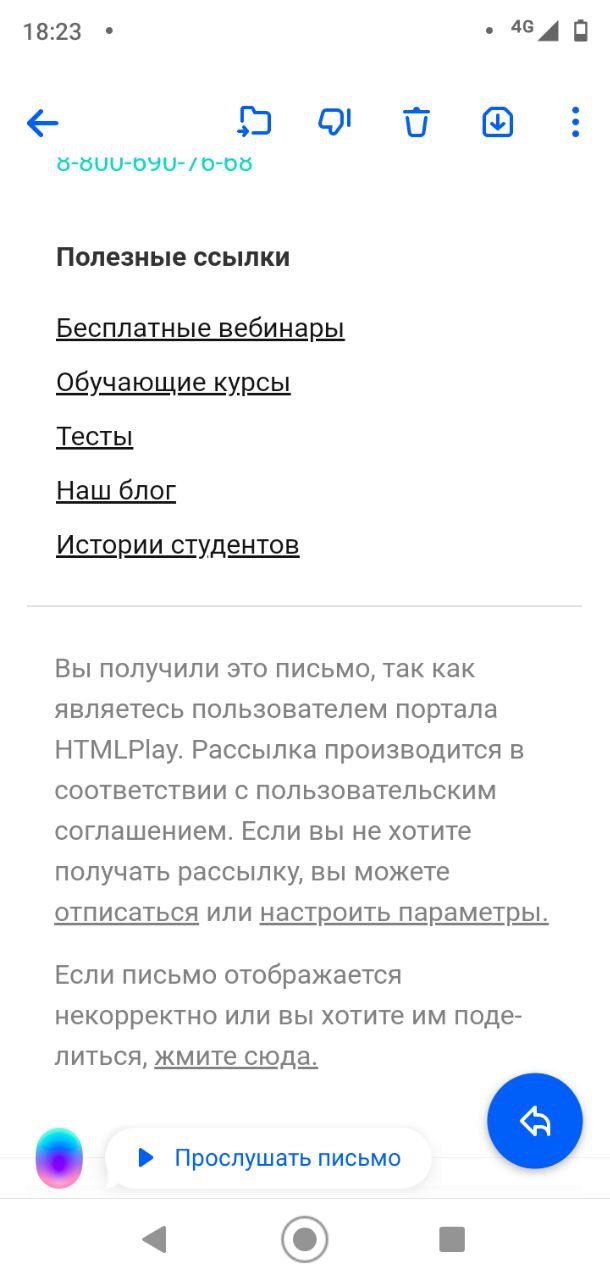 18:23
4G
8-800-690-76-68
Полезные ссылки
Бесплатные вебинары
Обучающие курсы
Тесты
Наш блог
Истории студентов
Вы получили это письмо, так как
являетесь пользователем портала
HTMLPlay. Рассылка производится в
соответствии с пользовательским
соглашением. Если вы не хотите
получать рассылку, вы можете
отписаться или настроить параметры.
Если письмо отображается
некорректно или вы хотите им поде-
литься, жмите сюда.
Прослушать письмо